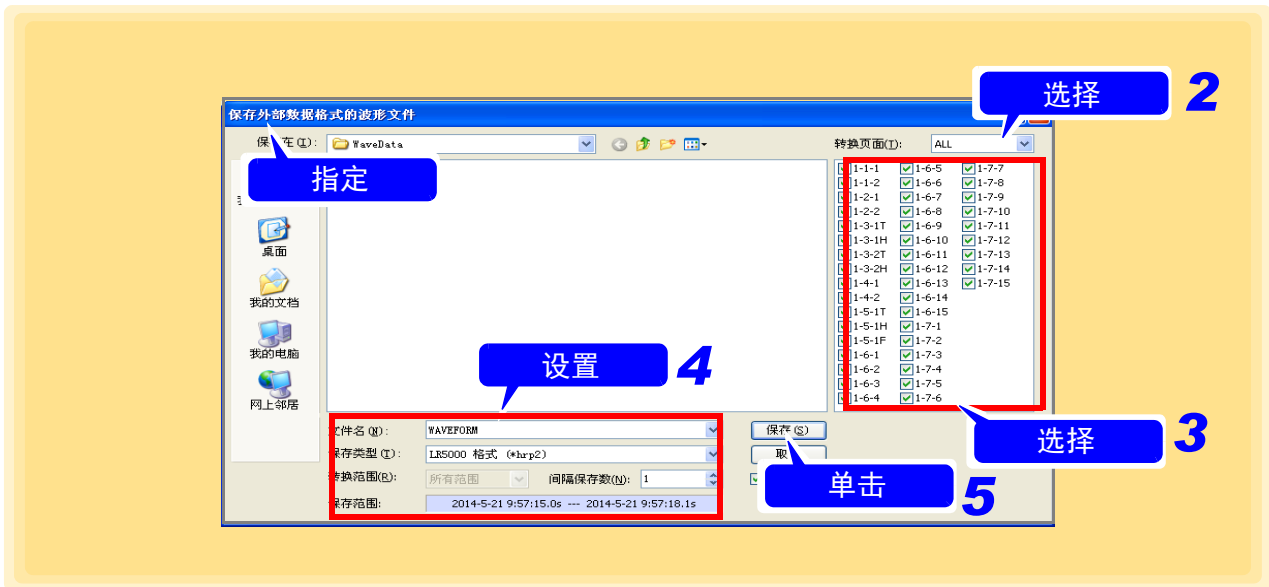 选择 2
保存外部数据格式的波形文件
WaveData
转换页面(I): ALL
指定
1-1-1 1-6-5 1-7-7
1-1-2 1-6-6 1-7-8
1-2-1 1-6-7 1-7-9
1-2-2 1-6-8 1-7-10
1-3-1T 1-6-9 1-7-11
1-3-1H 1-6-10 1-7-12
1-3-2T 1-6-11 1-7-13
1-3-2H 1-6-12 1-7-14
1-4-1 1-6-13 1-7-15
1-4-2 1-6-14
1-5-1T 1-6-15
1-5-1H 1-7-1
1-5-1F 1-7-2
1-6-1 1-7-3
1-6-2 1-7-4
1-6-3 1-7-5
1-6-4 1-7-6
桌面
我的文档
我的电脑
网上邻居
设置 4
文件名(N): WAVEFORM
保存(S)
选择 3
保存类型(T): LR5000 格式 (*hrp2)
取
转换范围(R): 所有范围 间隔保存数(N): 1
单击 5
保存范围: 2014-5-21 9:57:15.0s --- 2014-5-21 9:57:18.1s